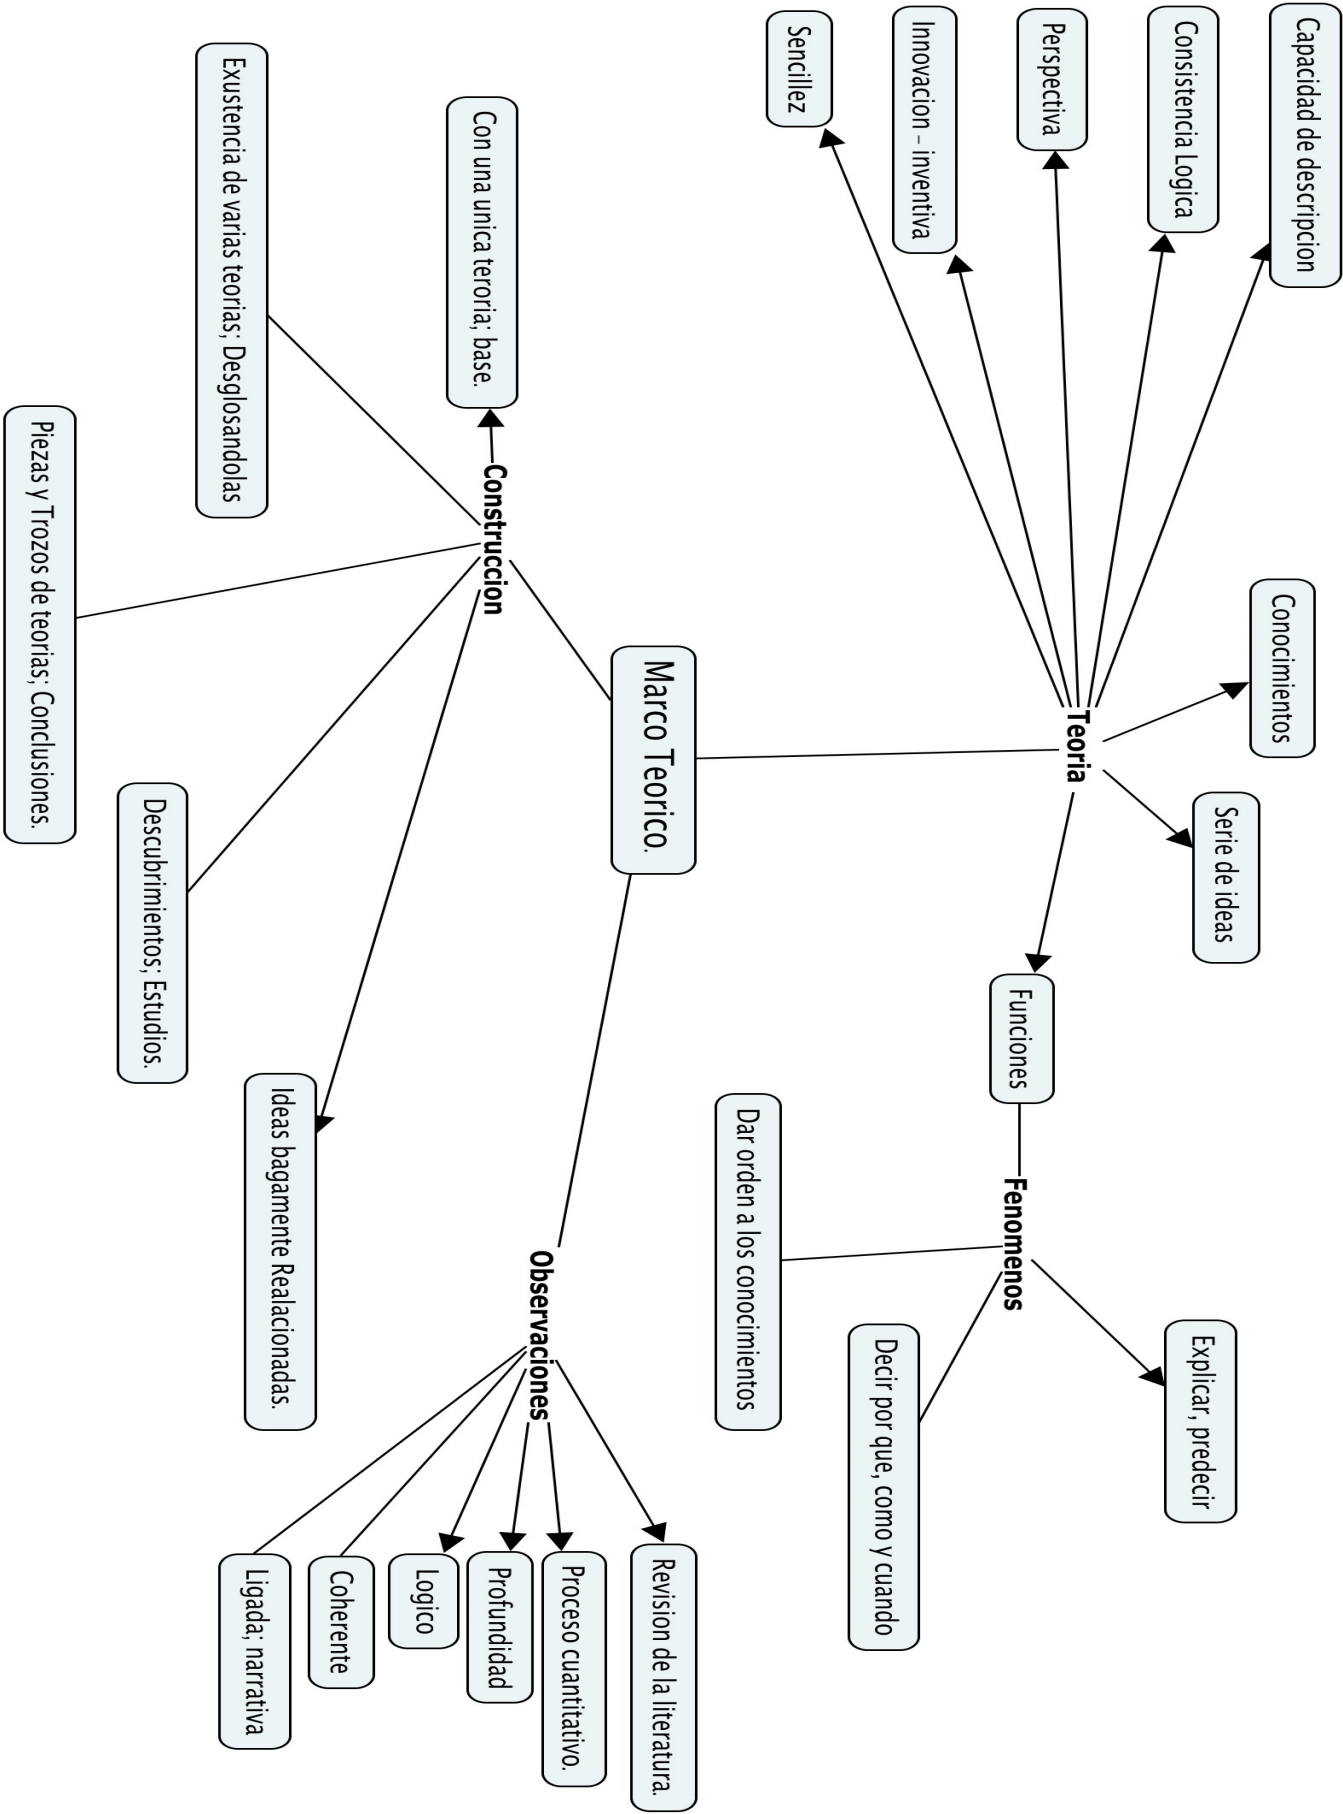 Capacidad de descripcion
Consistencia Logica
Perspectiva
Innovacion – inventiva
Sencillez
Conocimientos
Serie de ideas
Teoria
Funciones
Fenomenos
Explicar, predecir
Decir por que, como y cuando
Dar orden a los conocimientos
Marco Teorico.
Construccion
Con una unica teroria; base.
Exustencia de varias teorias; Desglosandolas
Piezas y Trozos de teorias; Conclusiones.
Descubrimientos; Estudios.
Ideas bagamente Realacionadas.
Observaciones
Revision de la literatura.
Proceso cuantitativo.
Profundidad
Logico
Coherente
Ligada; narrativa